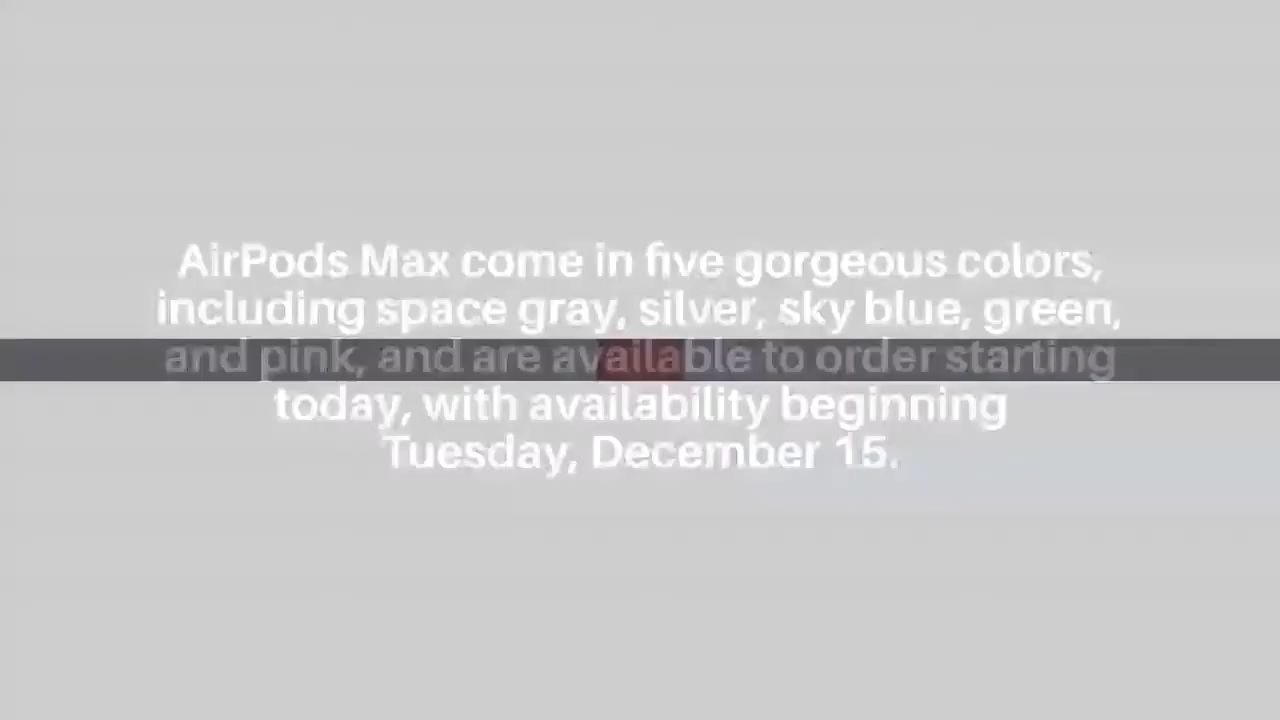 AirPods Max come in five gorgeous colors,
including space gray, silver, sky blue, green,
and pink, and are available to order starting
today, with availability beginning
Tuesday, December 15.